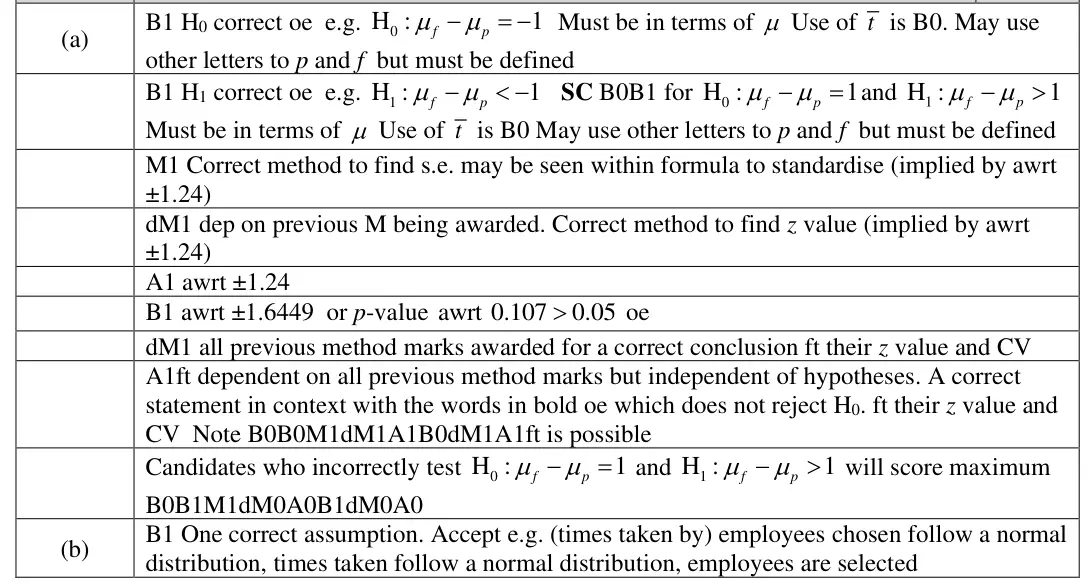 (a)
B1 H₀ correct oe e.g. H₀ : μ_f − μ_p = −1 Must be in terms of μ Use of t̄ is B0. May use
other letters to p and f but must be defined
B1 H₁ correct oe e.g. H₁ : μ_f − μ_p < −1 SC B0B1 for H₀ : μ_f − μ_p = 1 and H₁ : μ_f − μ_p > 1
Must be in terms of μ Use of t̄ is B0 May use other letters to p and f but must be defined
M1 Correct method to find s.e. may be seen within formula to standardise (implied by awrt
±1.24)
dM1 dep on previous M being awarded. Correct method to find z value (implied by awrt
±1.24)
A1 awrt ±1.24
B1 awrt ±1.6449 or p-value awrt 0.107 > 0.05 oe
dM1 all previous method marks awarded for a correct conclusion ft their z value and CV
A1ft dependent on all previous method marks but independent of hypotheses. A correct
statement in context with the words in bold oe which does not reject H₀. ft their z value and
CV Note B0B0M1dM1A1B0dM1A1ft is possible
Candidates who incorrectly test H₀ : μ_f − μ_p = 1 and H₁ : μ_f − μ_p > 1 will score maximum
B0B1M1dM0A0B1dM0A0
(b)
B1 One correct assumption. Accept e.g. (times taken by) employees chosen follow a normal
distribution, times taken follow a normal distribution, employees are selected